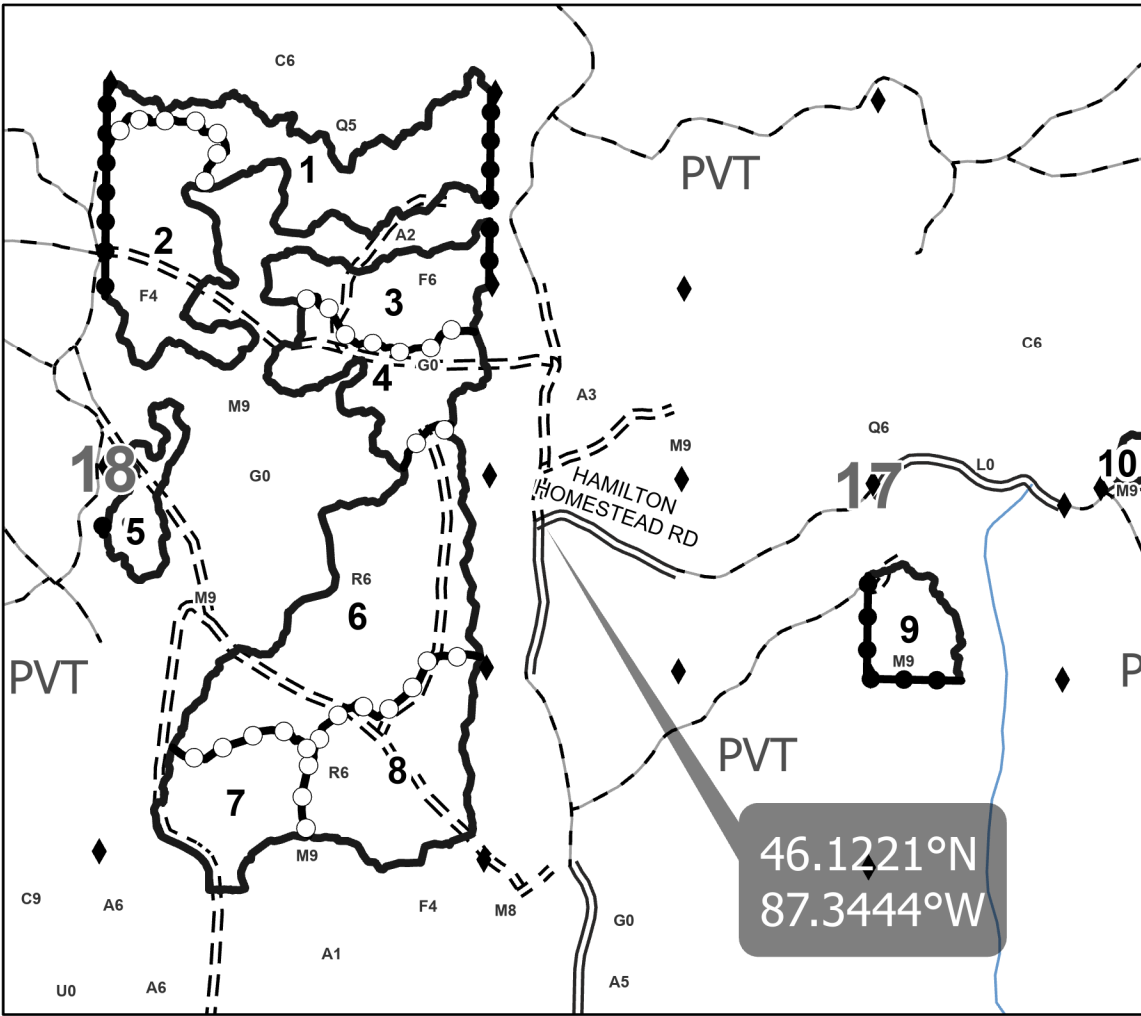 C6
Q5
1
PVT
A2
2
F6
F4
3
C6
G0
4
A3
M9
Q6
M9
L0
10
18
G0
17
M9
HAMILTON
HOMESTEAD RD
5
R6
M9
6
9
M9
PVT
P
PVT
R6
8
7
46.1221°N
87.3444°W
M9
C9
A6
F4
M8
G0
A1
A5
U0
A6